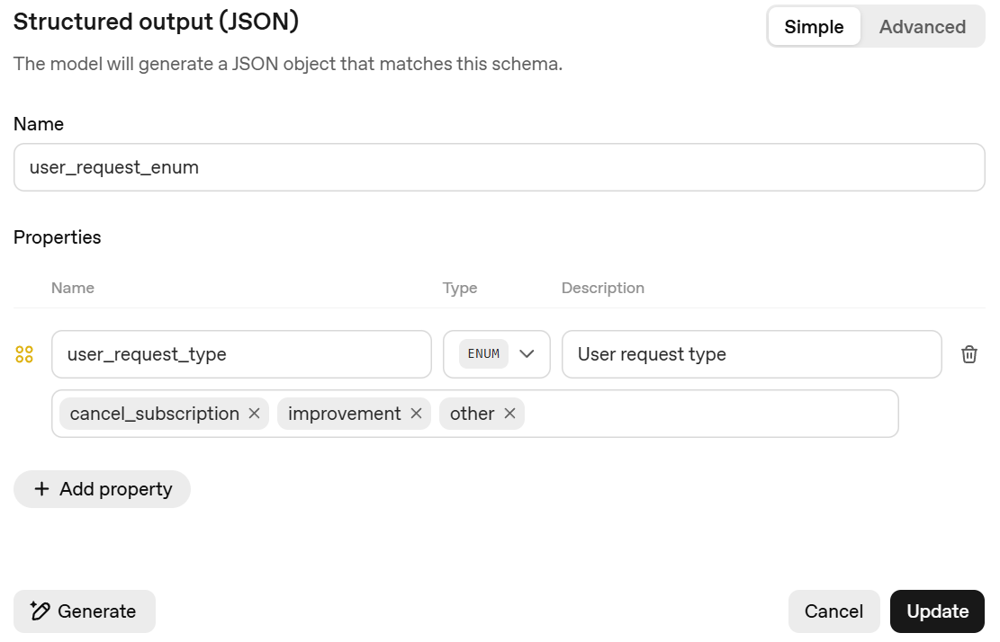 Structured output (JSON)
Simple Advanced
The model will generate a JSON object that matches this schema.
Name
user_request_enum
Properties
Name Type Description
user_request_type ENUM User request type
cancel_subscription improvement other
Add property
Generate Cancel Update